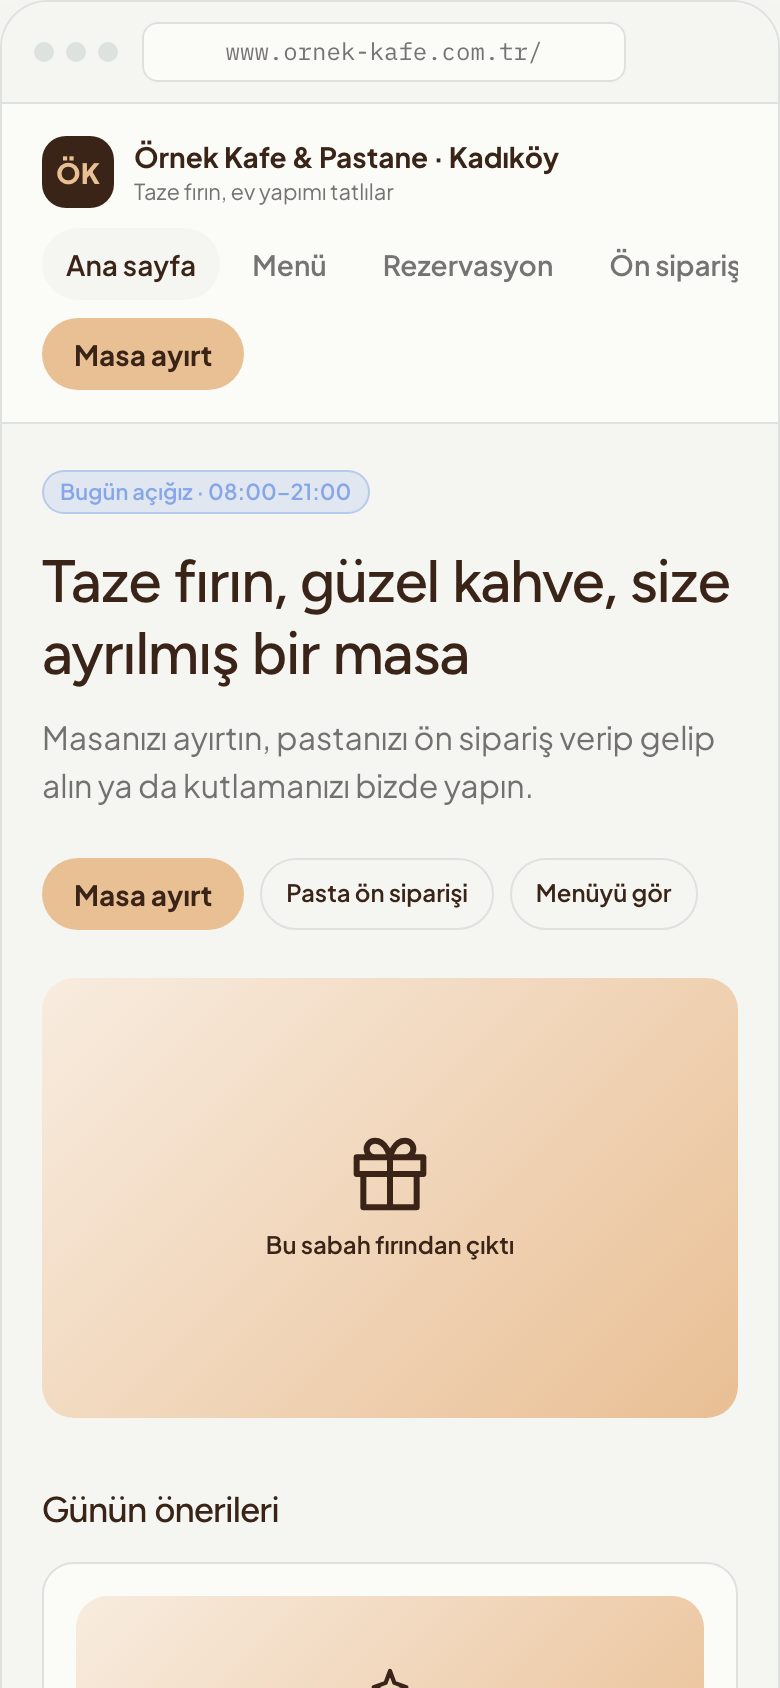 www.ornek-kafe.com.tr/
ÖK
Örnek Kafe & Pastane · Kadıköy
Taze fırın, ev yapımı tatlılar
Ana sayfa
Menü
Rezervasyon
Ön sipariş
Masa ayırt
Bugün açığız · 08:00–21:00
Taze fırın, güzel kahve, size
ayrılmış bir masa
Masanızı ayırtın, pastanızı ön sipariş verip gelip
alın ya da kutlamanızı bizde yapın.
Masa ayırt
Pasta ön siparişi
Menüyü gör
Bu sabah fırından çıktı
Günün önerileri